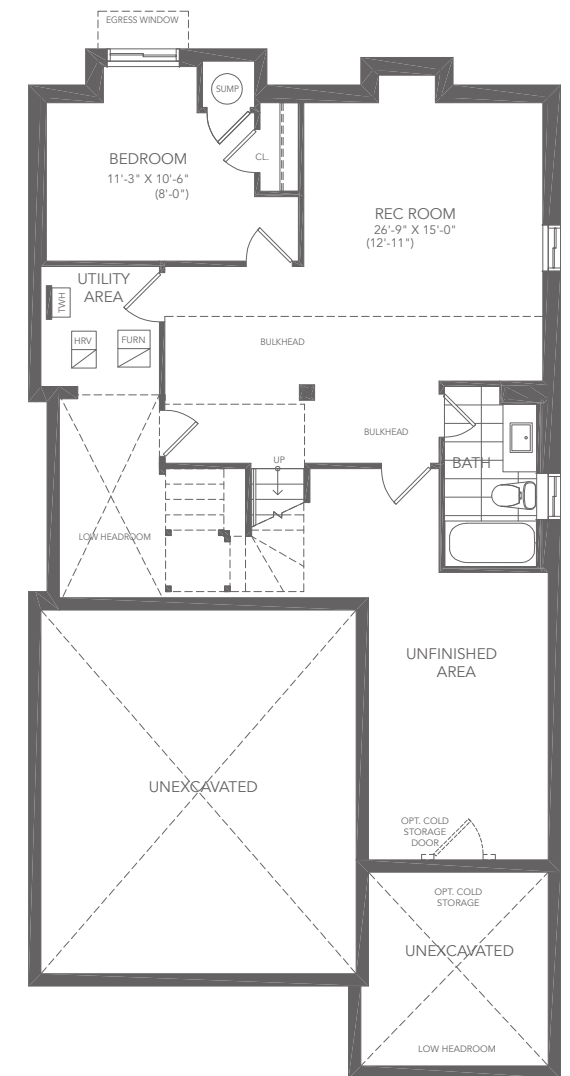 EGRESS WINDOW
SUMP
BEDROOM
11'-3" X 10'-6"
(8'-0")
CL.
REC ROOM
26'-9" X 15'-0"
(12'-11")
UTILITY
AREA
TWH
HRV
FURN
BULKHEAD
BULKHEAD
UP
BATH
LOW HEADROOM
UNFINISHED
AREA
UNEXCAVATED
OPT. COLD
STORAGE
DOOR
OPT. COLD
STORAGE
UNEXCAVATED
LOW HEADROOM